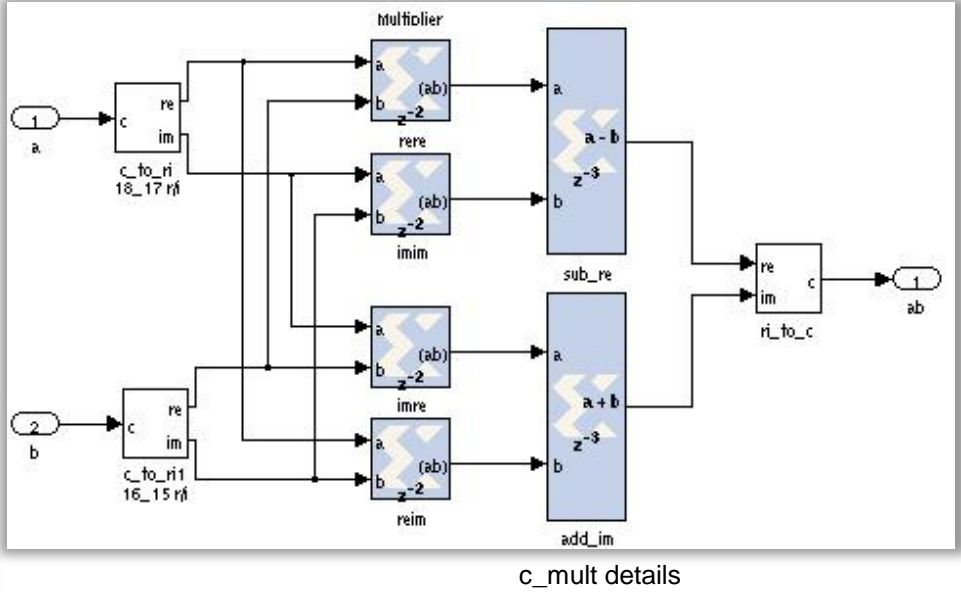 Multiplier
1
a
c
re
im
c_to_ri
18_17 r/i
a
b
(ab)
z-2
rere
a
b
(ab)
z-2
imim
a
b
a - b
z-3
sub_re
re
im
c
ri_to_c
1
ab
2
b
c
re
im
c_to_ri1
16_15 r/i
a
b
(ab)
z-2
imre
a
b
(ab)
z-2
reim
a
b
a + b
z-3
add_im
c_mult details